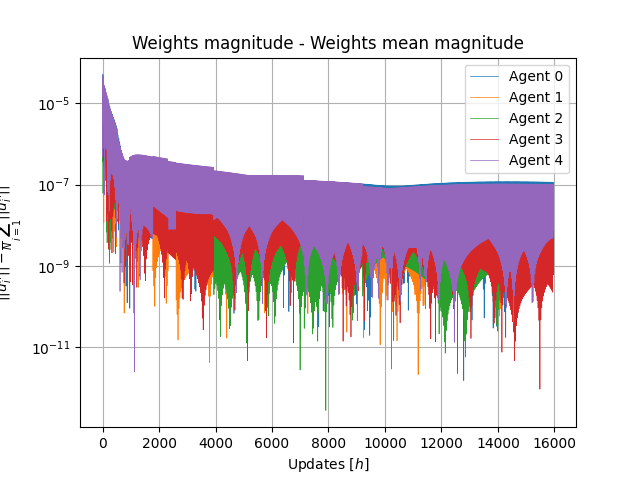 Weights magnitude - Weights mean magnitude
Agent 0
Agent 1
Agent 2
Agent 3
Agent 4
10⁻⁵
10⁻⁷
10⁻⁹
10⁻¹¹
0 2000 4000 6000 8000 10000 12000 14000 16000
Updates [h]